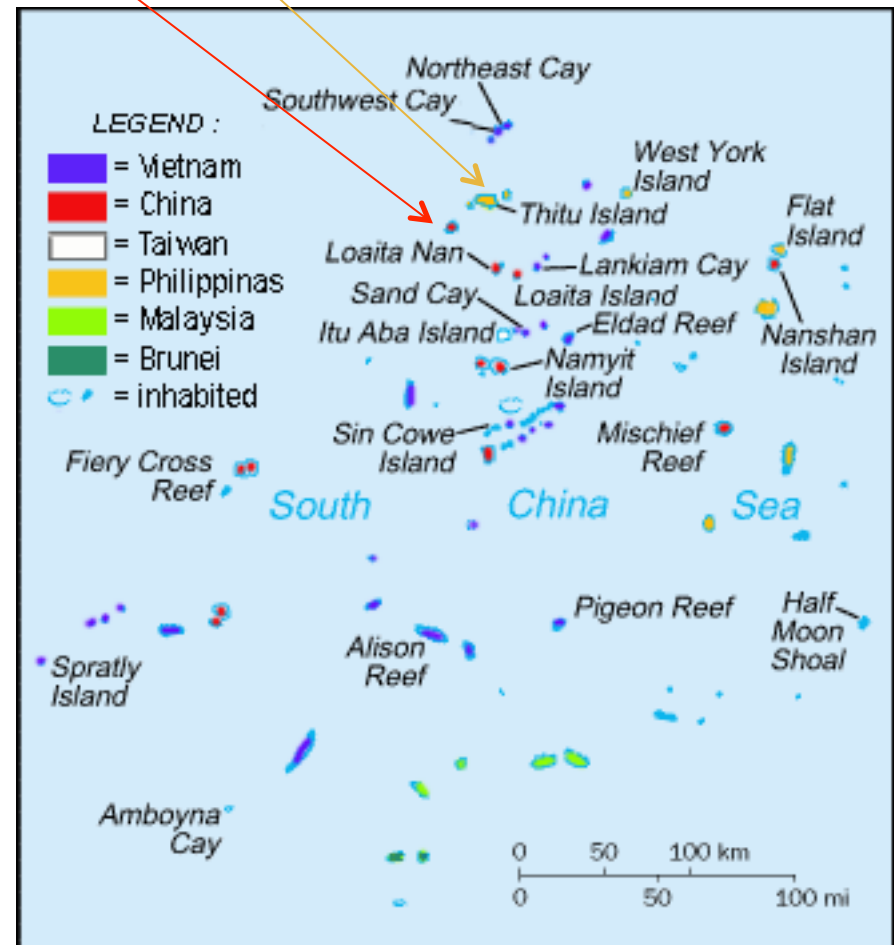 Northeast Cay
Southwest Cay
LEGEND :
= Vietnam
= China
= Taiwan
= Philippinas
= Malaysia
= Brunei
= inhabited
West York
Island
Thitu Island
Flat
Island
Loaita Nan
Lankiam Cay
Sand Cay
Loaita Island
Itu Aba Island
Eldad Reef
Nanshan
Island
Namyit
Island
Sin Cowe
Island
Mischief
Reef
Fiery Cross
Reef
South China Sea
Pigeon Reef
Half
Moon
Shoal
Alison
Reef
Spratly
Island
Amboyna
Cay
0 50 100 km
0 50 100 mi